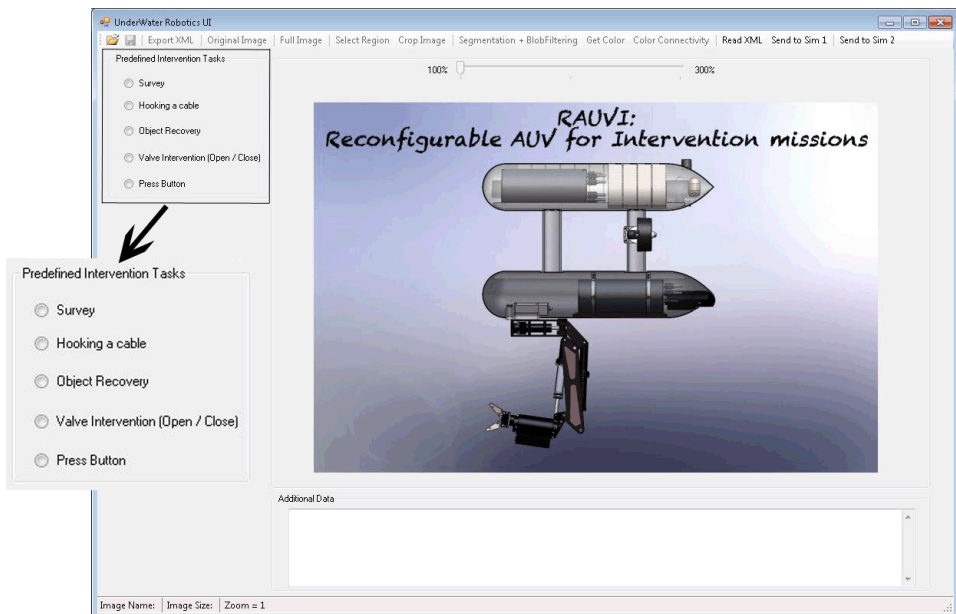 UnderWater Robotics UI
Export XML Original Image Full Image Select Region Crop Image Segmentation + BlobFiltering Get Color Color Connectivity Read XML Send to Sim 1 Send to Sim 2
Predefined Intervention Tasks
Survey
Hooking a cable
Object Recovery
Valve Intervention (Open / Close)
Press Button
100% 300%
RAUVI:
Reconfigurable AUV for Intervention missions
Predefined Intervention Tasks
Survey
Hooking a cable
Object Recovery
Valve Intervention (Open / Close)
Press Button
Additional Data
Image Name: Image Size: Zoom = 1